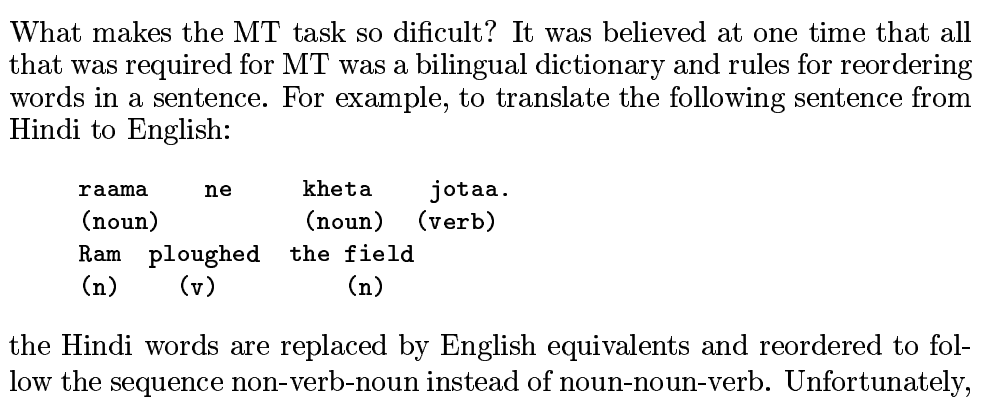 What makes the MT task so dificult? It was believed at one time that all
that was required for MT was a bilingual dictionary and rules for reordering
words in a sentence. For example, to translate the following sentence from
Hindi to English:
raama ne kheta jotaa.
(noun) (noun) (verb)
Ram ploughed the field
(n) (v) (n)
the Hindi words are replaced by English equivalents and reordered to fol-
low the sequence non-verb-noun instead of noun-noun-verb. Unfortunately,